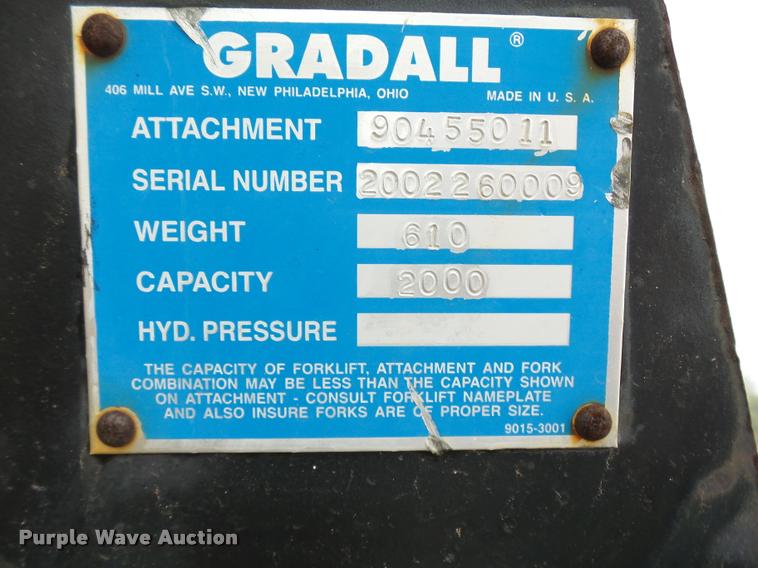 GRADALL®
406 MILL AVE S.W., NEW PHILADELPHIA, OHIO MADE IN U. S. A.
ATTACHMENT 90455011
SERIAL NUMBER 2002260009
WEIGHT 610
CAPACITY 2000
HYD. PRESSURE
THE CAPACITY OF FORKLIFT, ATTACHMENT AND FORK
COMBINATION MAY BE LESS THAN THE CAPACITY SHOWN
ON ATTACHMENT - CONSULT FORKLIFT NAMEPLATE
AND ALSO INSURE FORKS ARE OF PROPER SIZE.
9015-3001
Purple Wave Auction